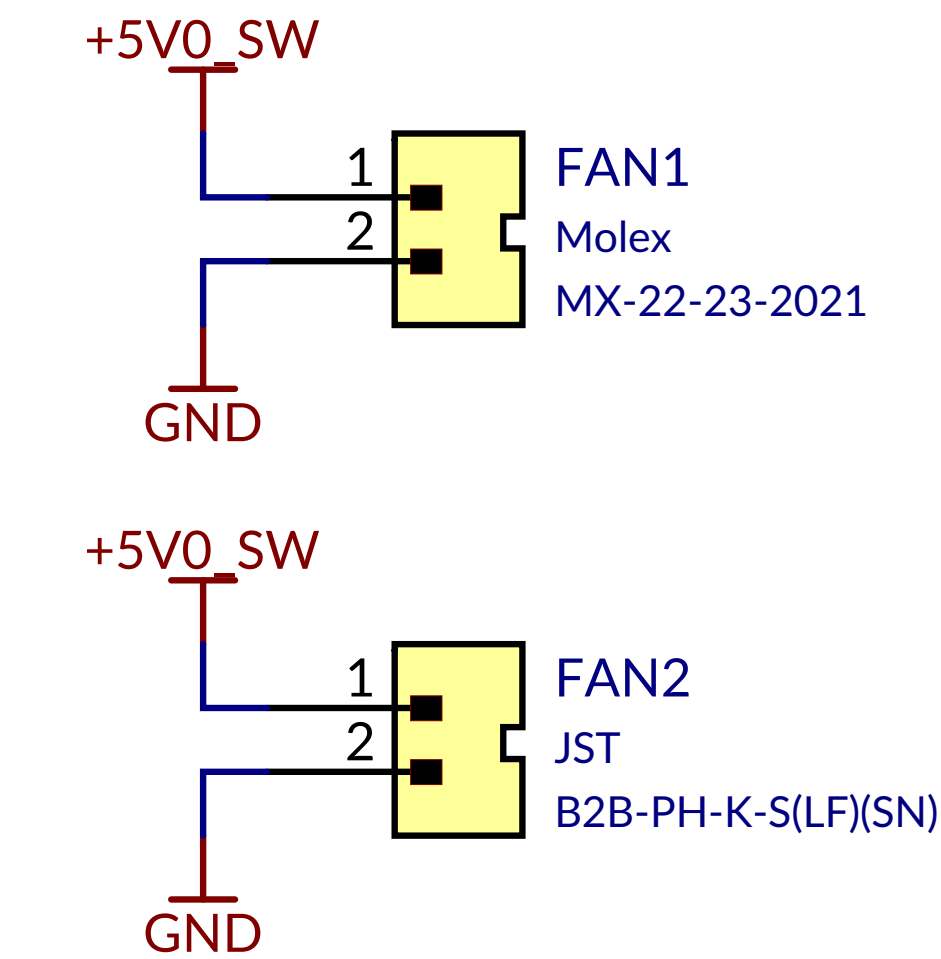 +5V0_SW
1
FAN1
2
Molex
MX-22-23-2021
GND
+5V0_SW
1
FAN2
2
JST
B2B-PH-K-S(LF)(SN)
GND